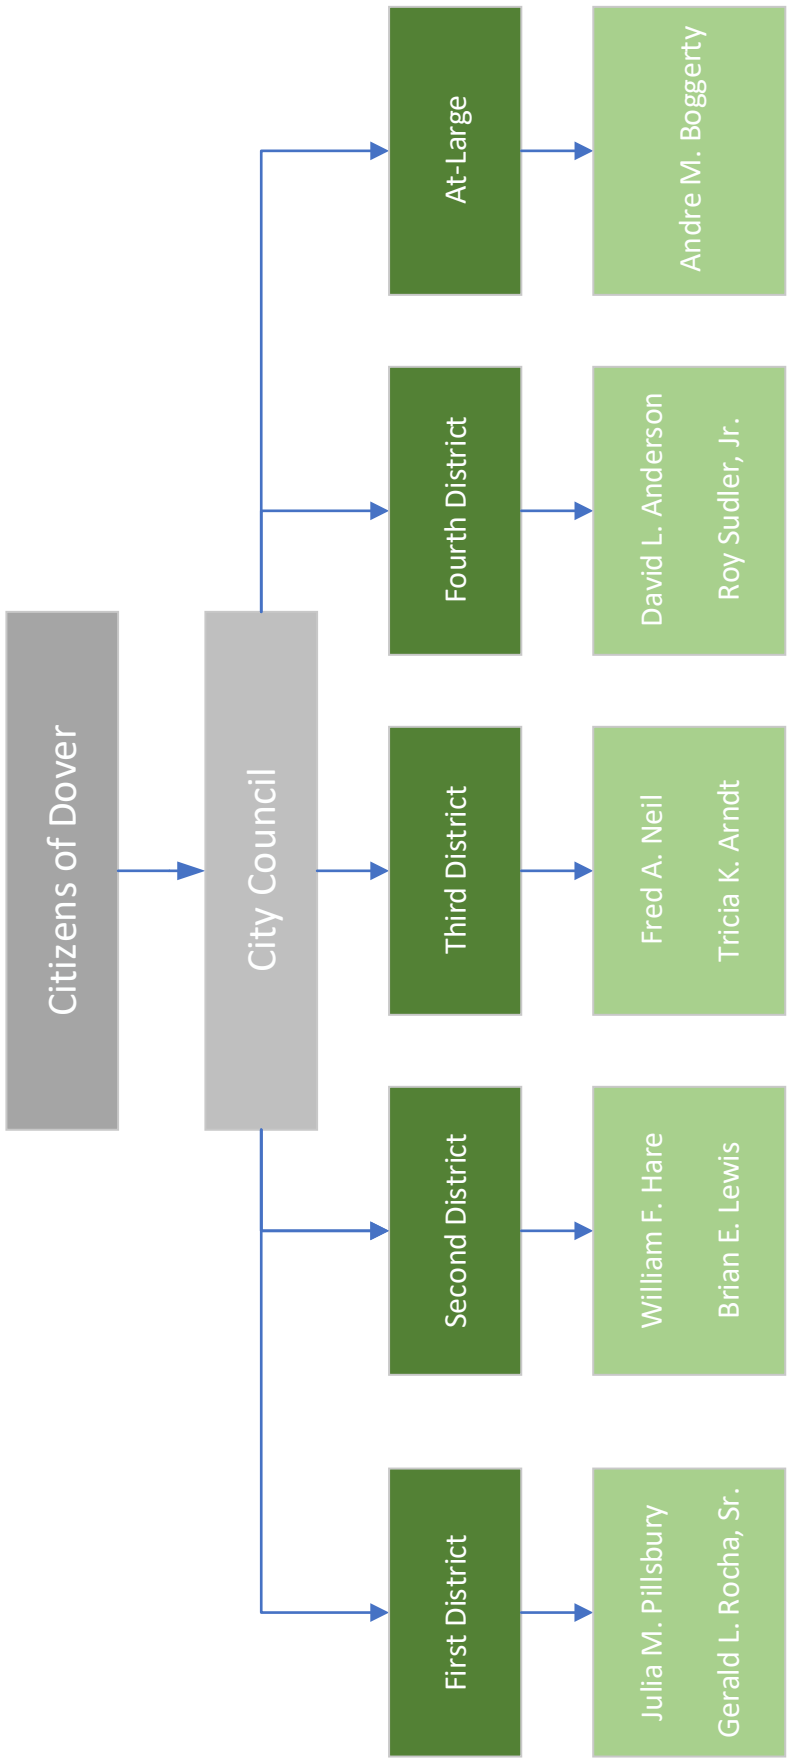 Citizens of Dover
City Council
First District
Second District
Third District
Fourth District
At-Large
Julia M. Pillsbury
Gerald L. Rocha, Sr.
William F. Hare
Brian E. Lewis
Fred A. Neil
Tricia K. Arndt
David L. Anderson
Roy Sudler, Jr.
Andre M. Boggerty